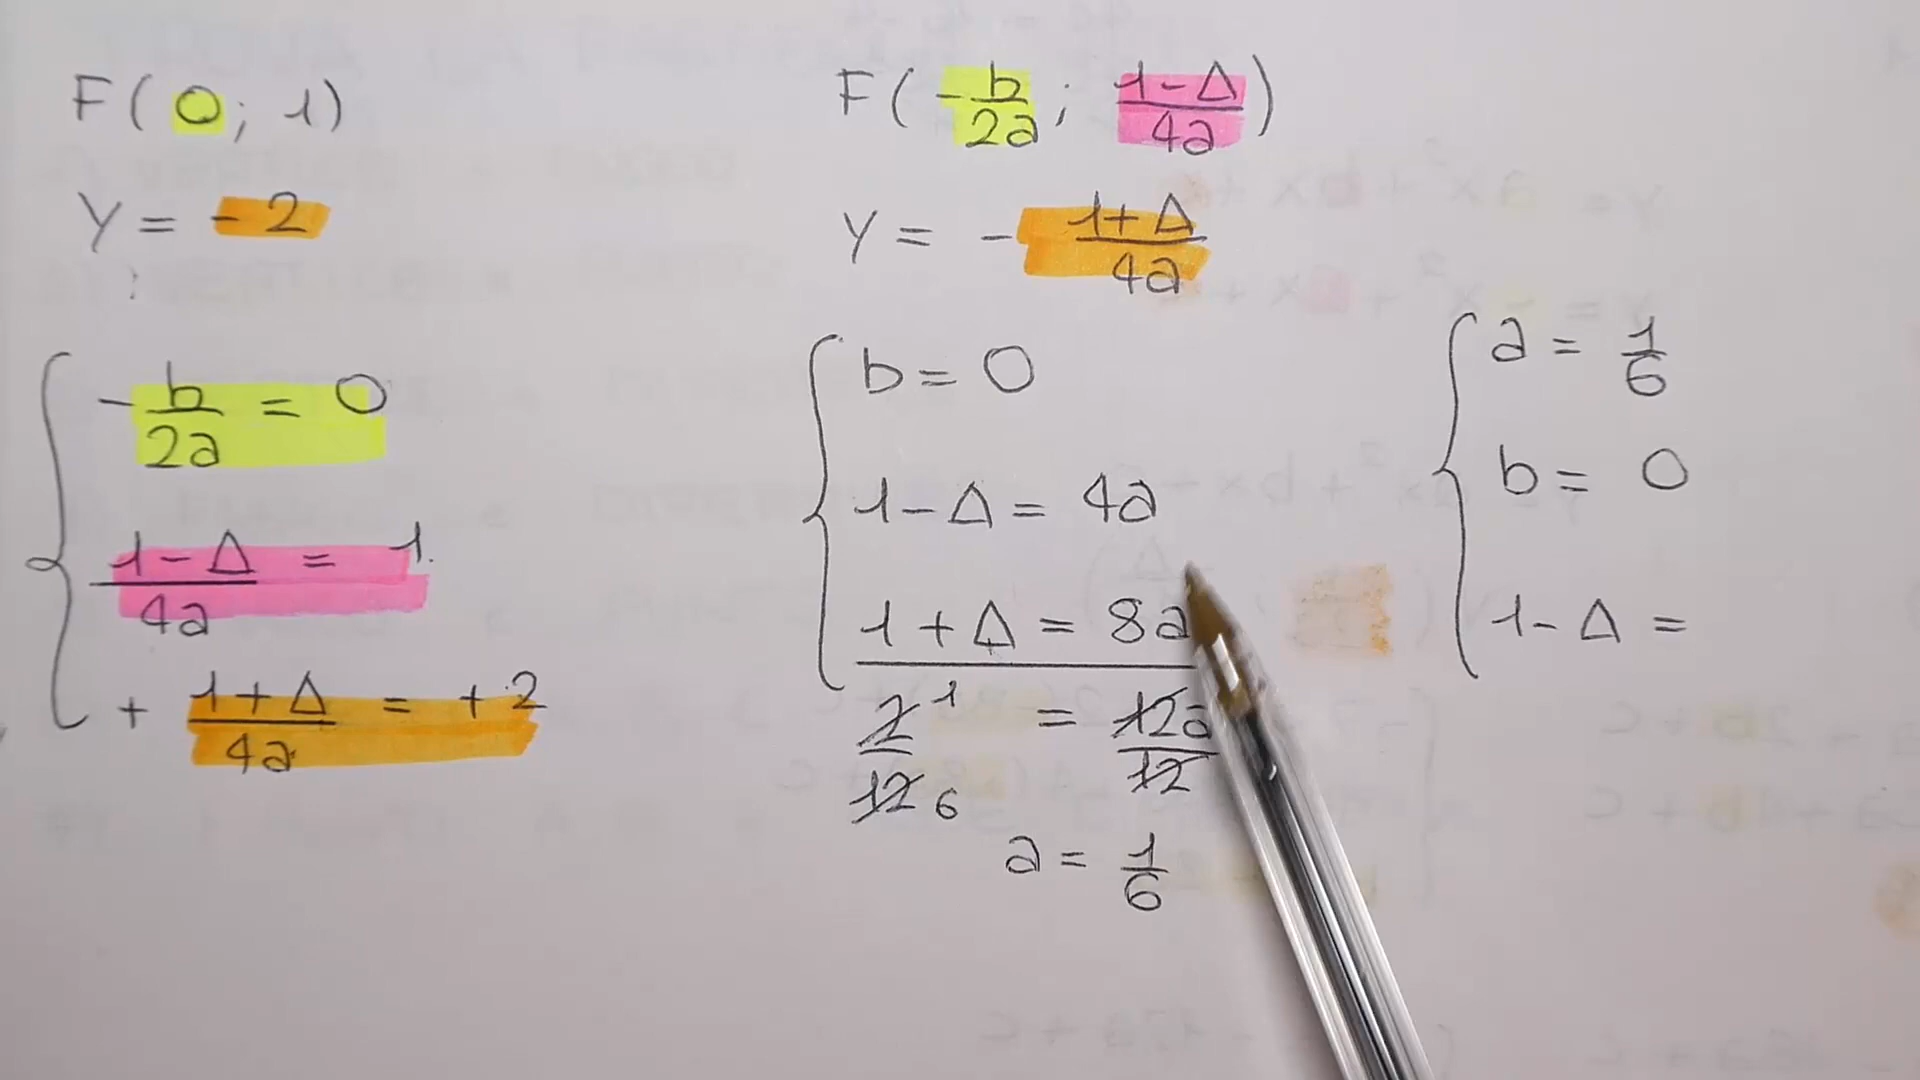 F(0; 1)
Y = -2
:
-b/2a = 0
1-Δ/4a = 1
+ 1+Δ/4a = +2
F(-b/2a; 1-Δ/4a)
Y = - 1+Δ/4a
b = 0
1-Δ = 4a
1+Δ = 8a
2/12 1 6 = 12a/12
a = 1/6
a = 1/6
b = 0
1-Δ =